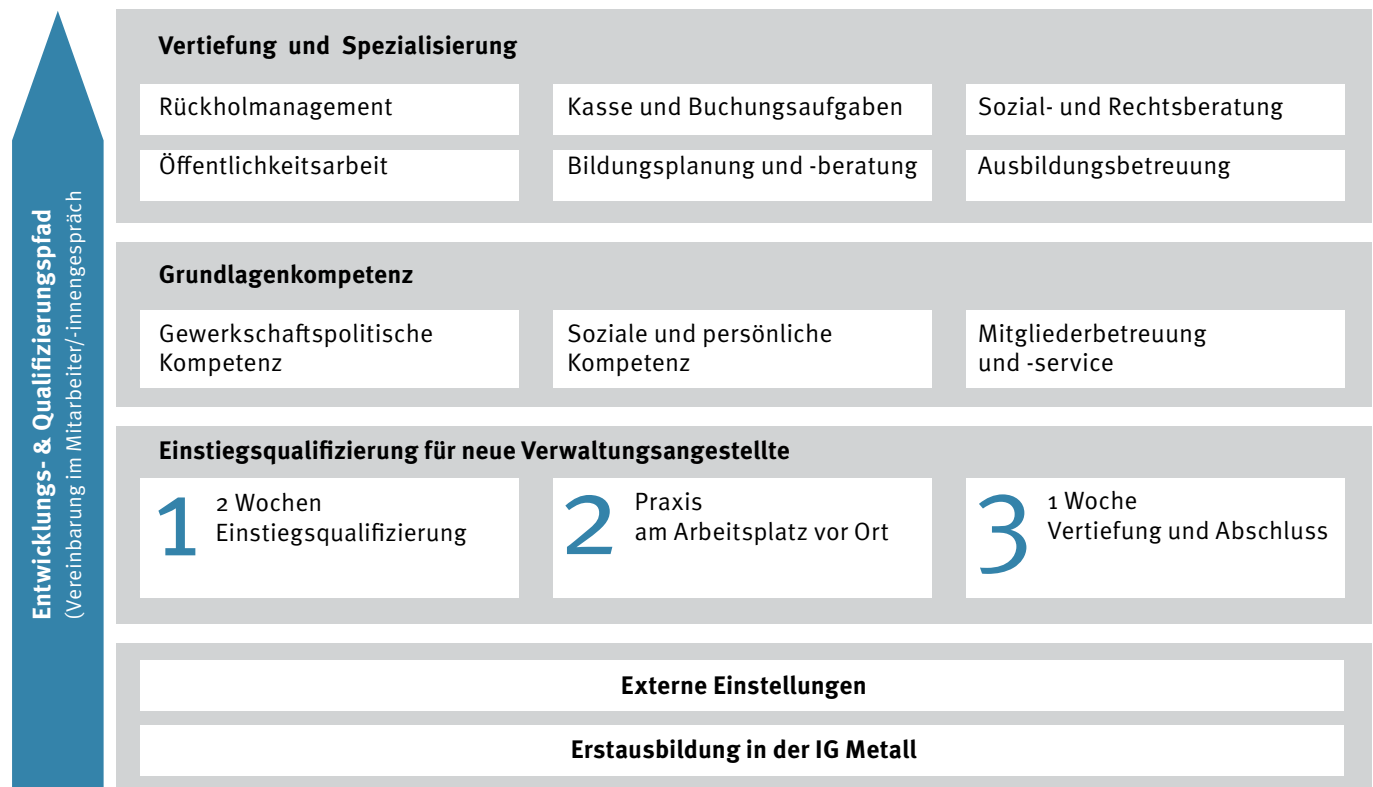 Entwicklungs- & Qualifizierungspfad
(Vereinbarung im Mitarbeiter/-innengespräch
Vertiefung und Spezialisierung
Rückholmanagement
Kasse und Buchungsaufgaben
Sozial- und Rechtsberatung
Öffentlichkeitsarbeit
Bildungsplanung und -beratung
Ausbildungsbetreuung
Grundlagenkompetenz
Gewerkschaftspolitische
Kompetenz
Soziale und persönliche
Kompetenz
Mitgliederbetreuung
und -service
Einstiegsqualifizierung für neue Verwaltungsangestellte
1
2 Wochen
Einstiegsqualifizierung
2
Praxis
am Arbeitsplatz vor Ort
3
1 Woche
Vertiefung und Abschluss
Externe Einstellungen
Erstausbildung in der IG Metall